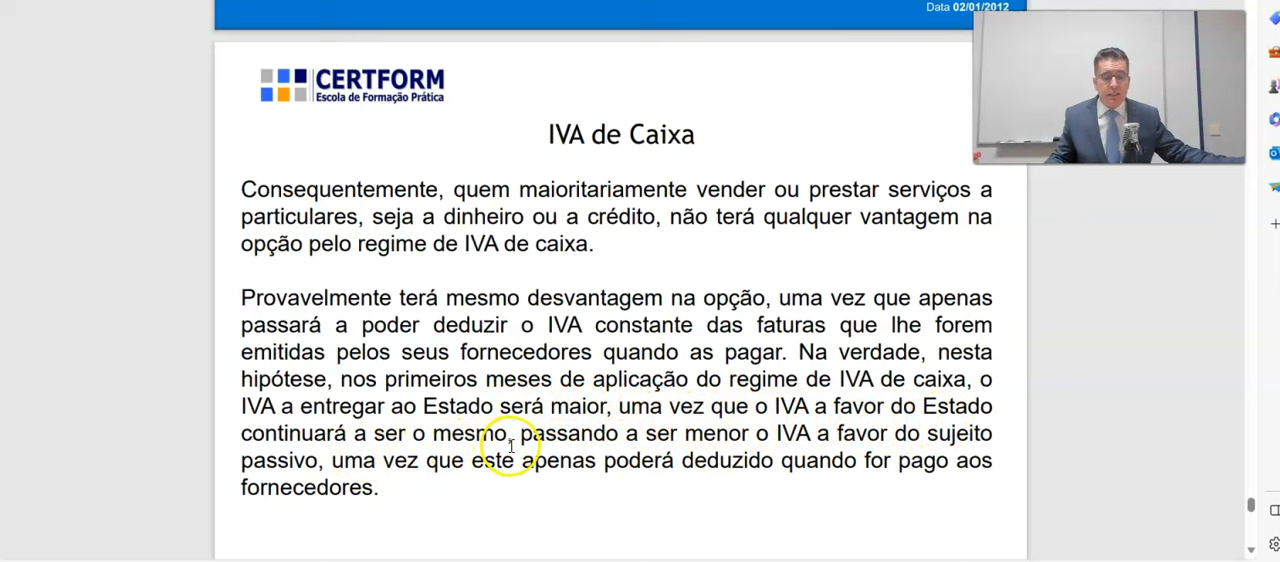 Data 02/01/2012
CERTFORM
Escola de Formação Prática
IVA de Caixa
Consequentemente, quem maioritariamente vender ou prestar serviços a
particulares, seja a dinheiro ou a crédito, não terá qualquer vantagem na
opção pelo regime de IVA de caixa.
Provavelmente terá mesmo desvantagem na opção, uma vez que apenas
passará a poder deduzir o IVA constante das faturas que lhe forem
emitidas pelos seus fornecedores quando as pagar. Na verdade, nesta
hipótese, nos primeiros meses de aplicação do regime de IVA de caixa, o
IVA a entregar ao Estado será maior, uma vez que o IVA a favor do Estado
continuará a ser o mesmo, passando a ser menor o IVA a favor do sujeito
passivo, uma vez que este apenas poderá deduzido quando for pago aos
fornecedores.